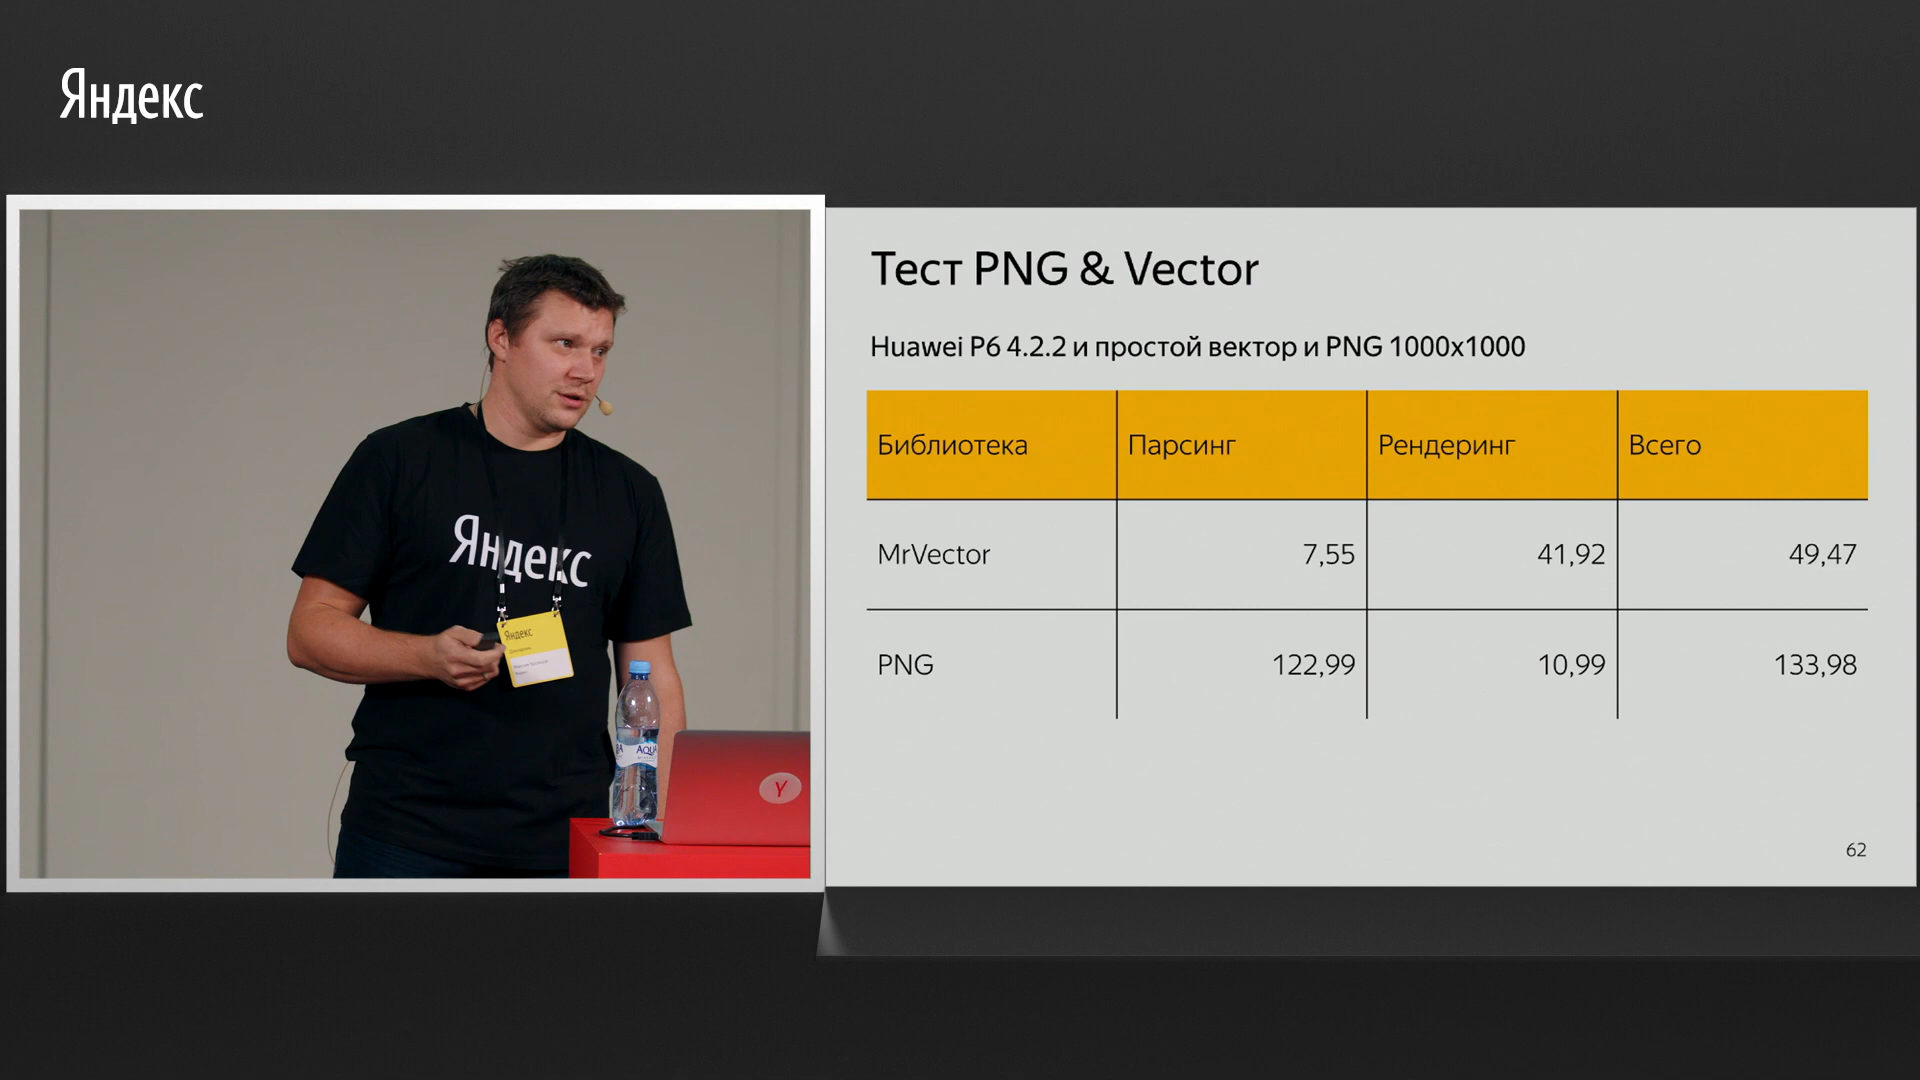 Яндекс
Яндекс
Яндекс
AQUA
Y
Тест PNG & Vector
Huawei P6 4.2.2 и простой вектор и PNG 1000x1000
Библиотека Парсинг Рендеринг Всего
MrVector 7,55 41,92 49,47
PNG 122,99 10,99 133,98
62